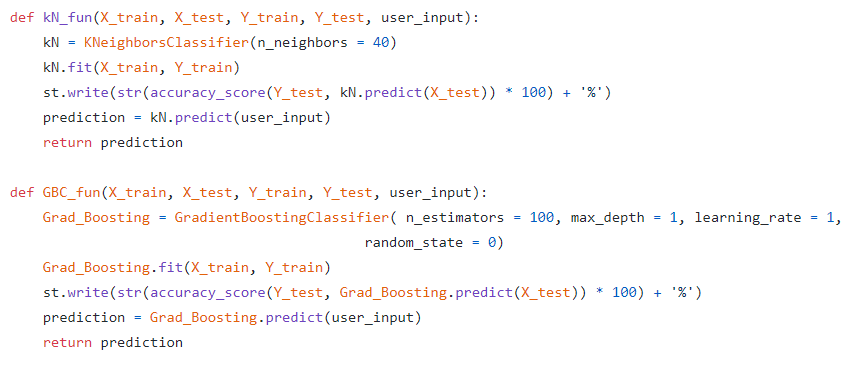 def kN_fun(X_train, X_test, Y_train, Y_test, user_input):
    kN = KNeighborsClassifier(n_neighbors = 40)
    kN.fit(X_train, Y_train)
    st.write(str(accuracy_score(Y_test, kN.predict(X_test)) * 100) + '%')
    prediction = kN.predict(user_input)
    return prediction

def GBC_fun(X_train, X_test, Y_train, Y_test, user_input):
    Grad_Boosting = GradientBoostingClassifier( n_estimators = 100, max_depth = 1, learning_rate = 1,
                                            random_state = 0)
    Grad_Boosting.fit(X_train, Y_train)
    st.write(str(accuracy_score(Y_test, Grad_Boosting.predict(X_test)) * 100) + '%')
    prediction = Grad_Boosting.predict(user_input)
    return prediction